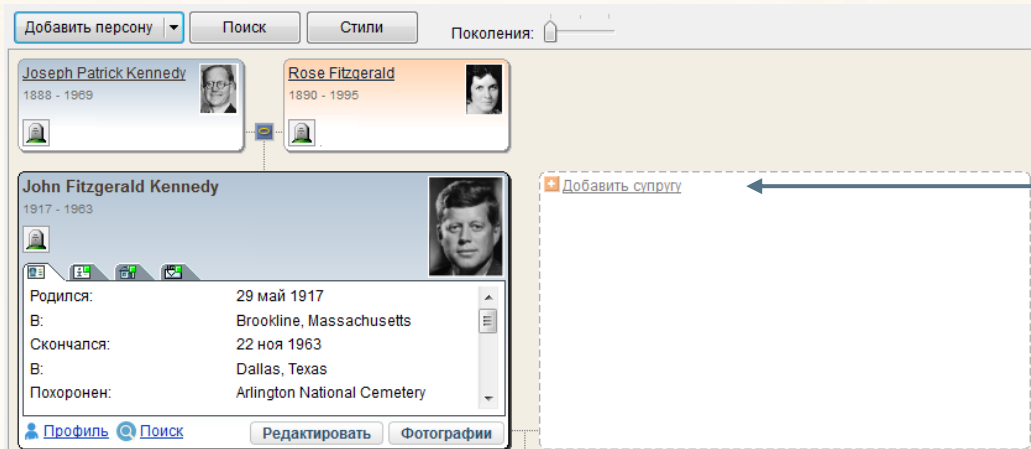 Добавить персону Поиск Стили Поколения:
Joseph Patrick Kennedy
1888 - 1969
Rose Fitzgerald
1890 - 1995
John Fitzgerald Kennedy
1917 - 1963
Добавить супругу
Родился: 29 май 1917
В: Brookline, Massachusetts
Скончался: 22 ноя 1963
В: Dallas, Texas
Похоронен: Arlington National Cemetery
Профиль Поиск Редактировать Фотографии